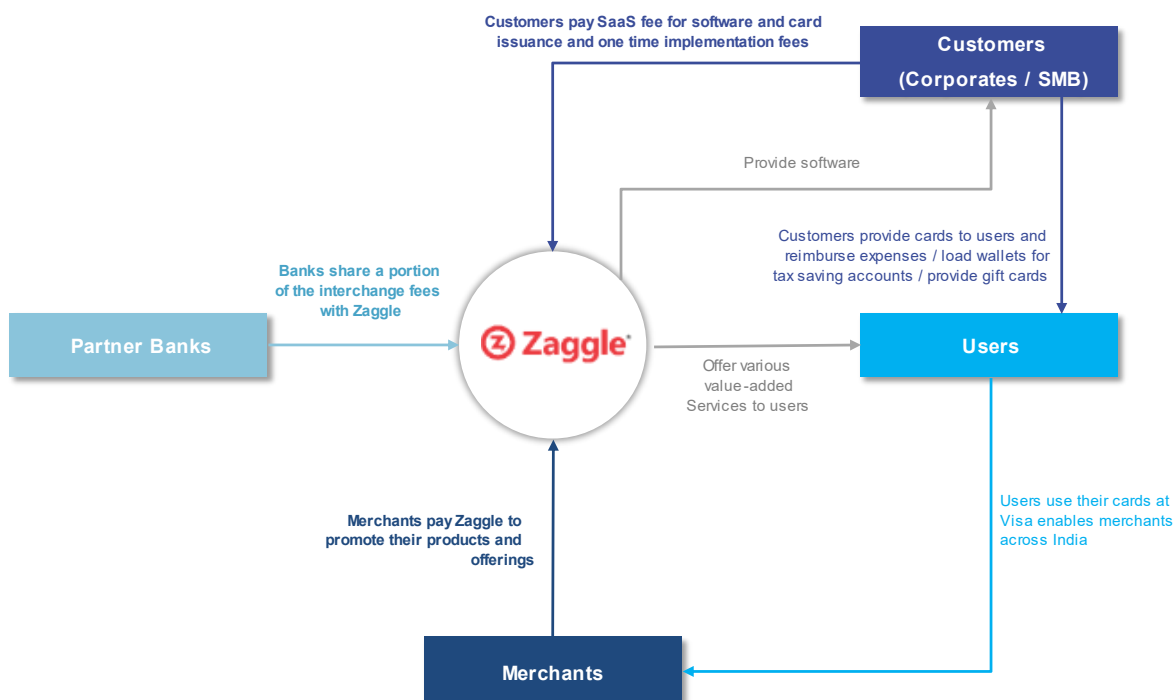 Customers pay SaaS fee for software and card
issuance and one time implementation fees
Customers
(Corporates / SMB)
Provide software
Customers provide cards to users and
reimburse expenses / load wallets for
tax saving accounts / provide gift cards
Banks share a portion
of the interchange fees
with Zaggle
Partner Banks
Zaggle
Users
Offer various
value-added
Services to users
Merchants pay Zaggle to
promote their products and
offerings
Users use their cards at
Visa enables merchants
across India
Merchants